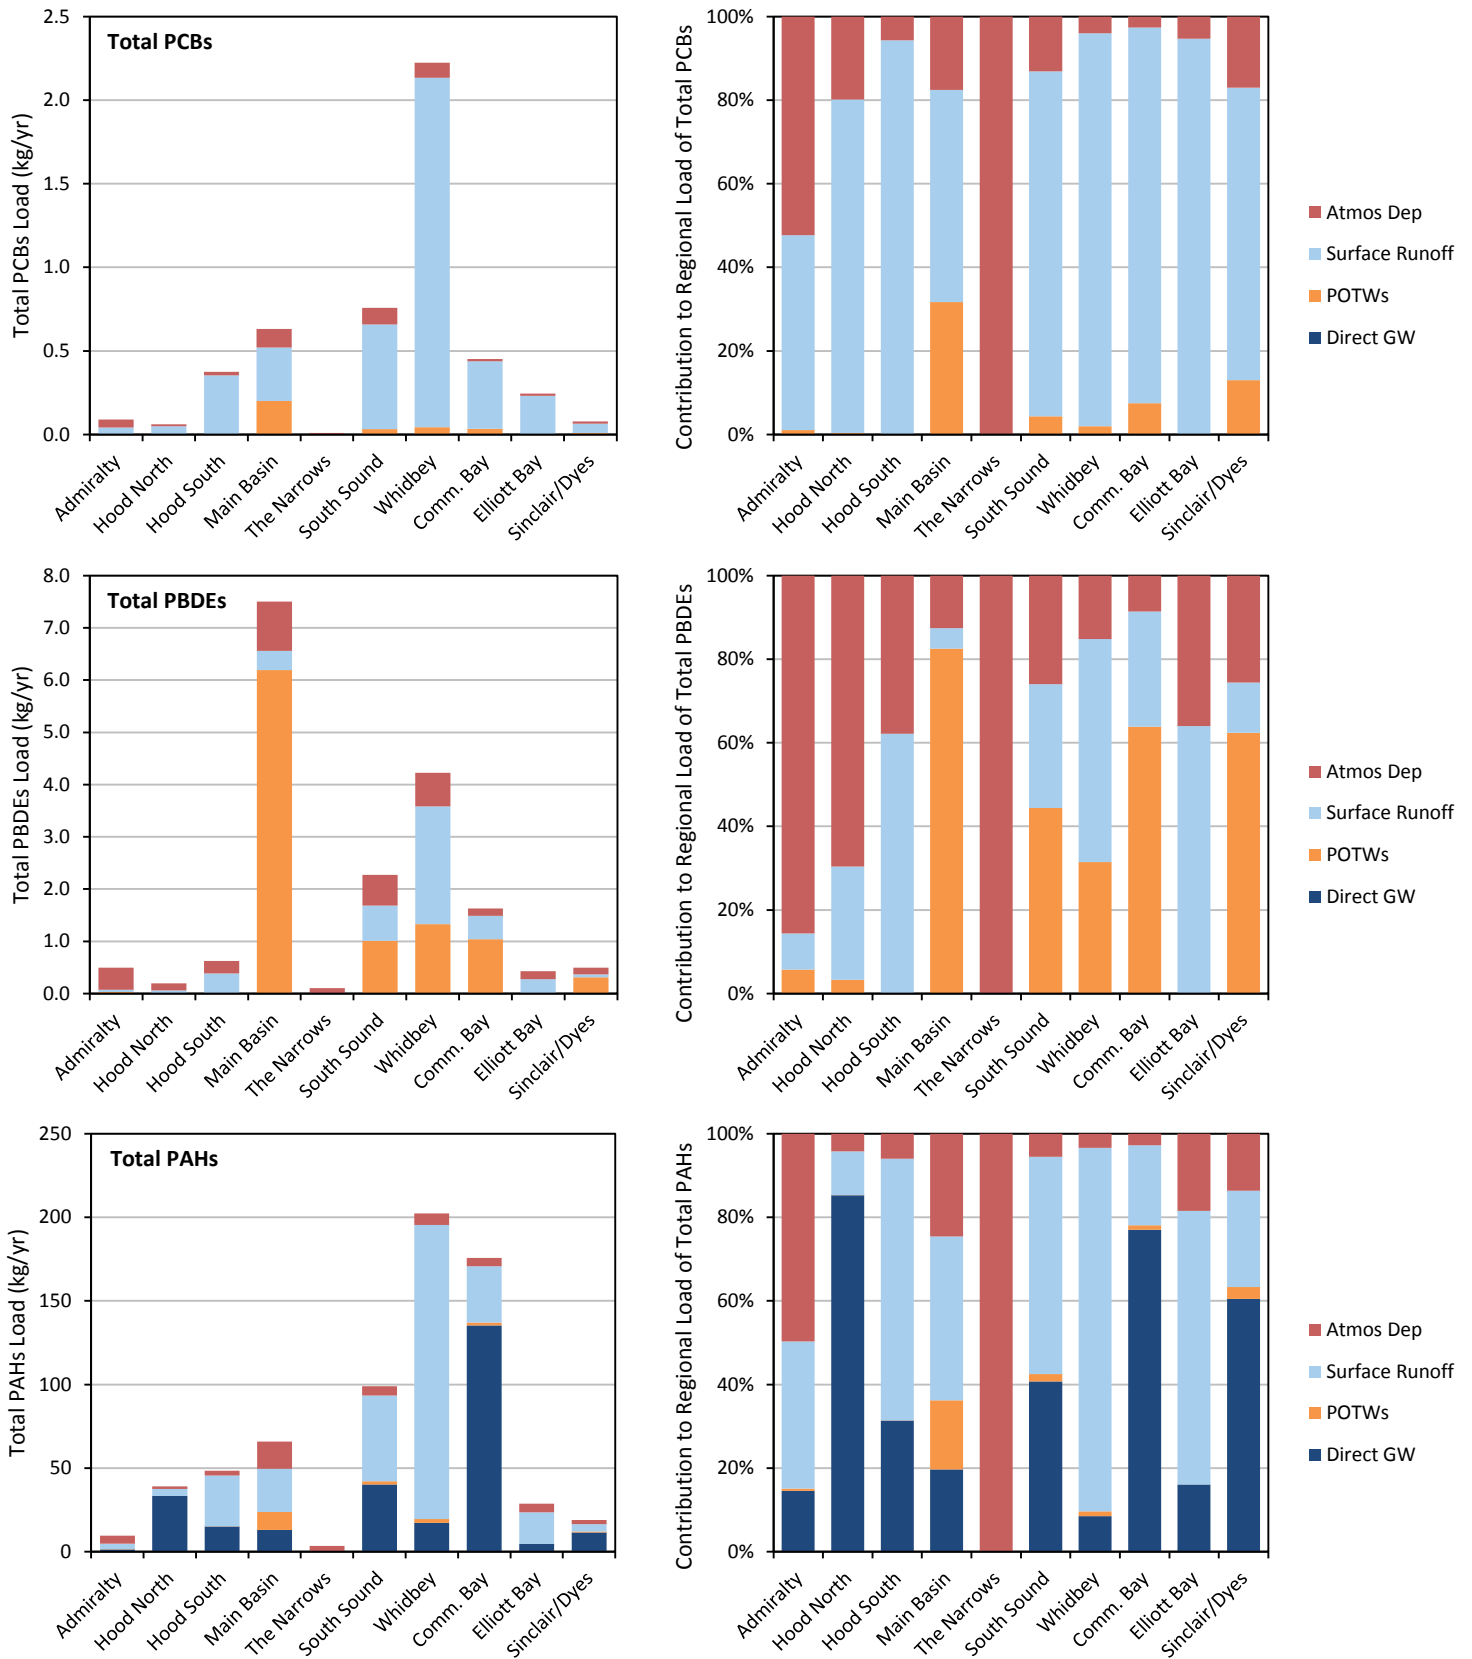 Total PCBs
Total PCBs Load (kg/yr)
2.5
2.0
1.5
1.0
0.5
0.0
Admiralty
Hood North
Hood South
Main Basin
The Narrows
South Sound
Whidbey
Comm. Bay
Elliott Bay
Sinclair/Dyes
Contribution to Regional Load of Total PCBs
100%
80%
60%
40%
20%
0%
Admiralty
Hood North
Hood South
Main Basin
The Narrows
South Sound
Whidbey
Comm. Bay
Elliott Bay
Sinclair/Dyes
Atmos Dep
Surface Runoff
POTWs
Direct GW
Total PBDEs
Total PBDEs Load (kg/yr)
8.0
7.0
6.0
5.0
4.0
3.0
2.0
1.0
0.0
Admiralty
Hood North
Hood South
Main Basin
The Narrows
South Sound
Whidbey
Comm. Bay
Elliott Bay
Sinclair/Dyes
Contribution to Regional Load of Total PBDEs
100%
80%
60%
40%
20%
0%
Admiralty
Hood North
Hood South
Main Basin
The Narrows
South Sound
Whidbey
Comm. Bay
Elliott Bay
Sinclair/Dyes
Atmos Dep
Surface Runoff
POTWs
Direct GW
Total PAHs
Total PAHs Load (kg/yr)
250
200
150
100
50
0
Admiralty
Hood North
Hood South
Main Basin
The Narrows
South Sound
Whidbey
Comm. Bay
Elliott Bay
Sinclair/Dyes
Contribution to Regional Load of Total PAHs
100%
80%
60%
40%
20%
0%
Admiralty
Hood North
Hood South
Main Basin
The Narrows
South Sound
Whidbey
Comm. Bay
Elliott Bay
Sinclair/Dyes
Atmos Dep
Surface Runoff
POTWs
Direct GW